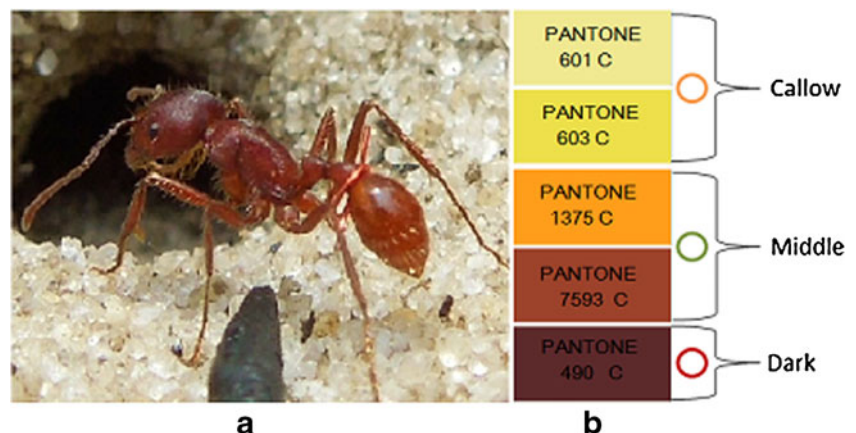 PANTONE
601 C
Callow
PANTONE
603 C
PANTONE
1375 C
Middle
PANTONE
7593 C
PANTONE
490 C
Dark
a
b